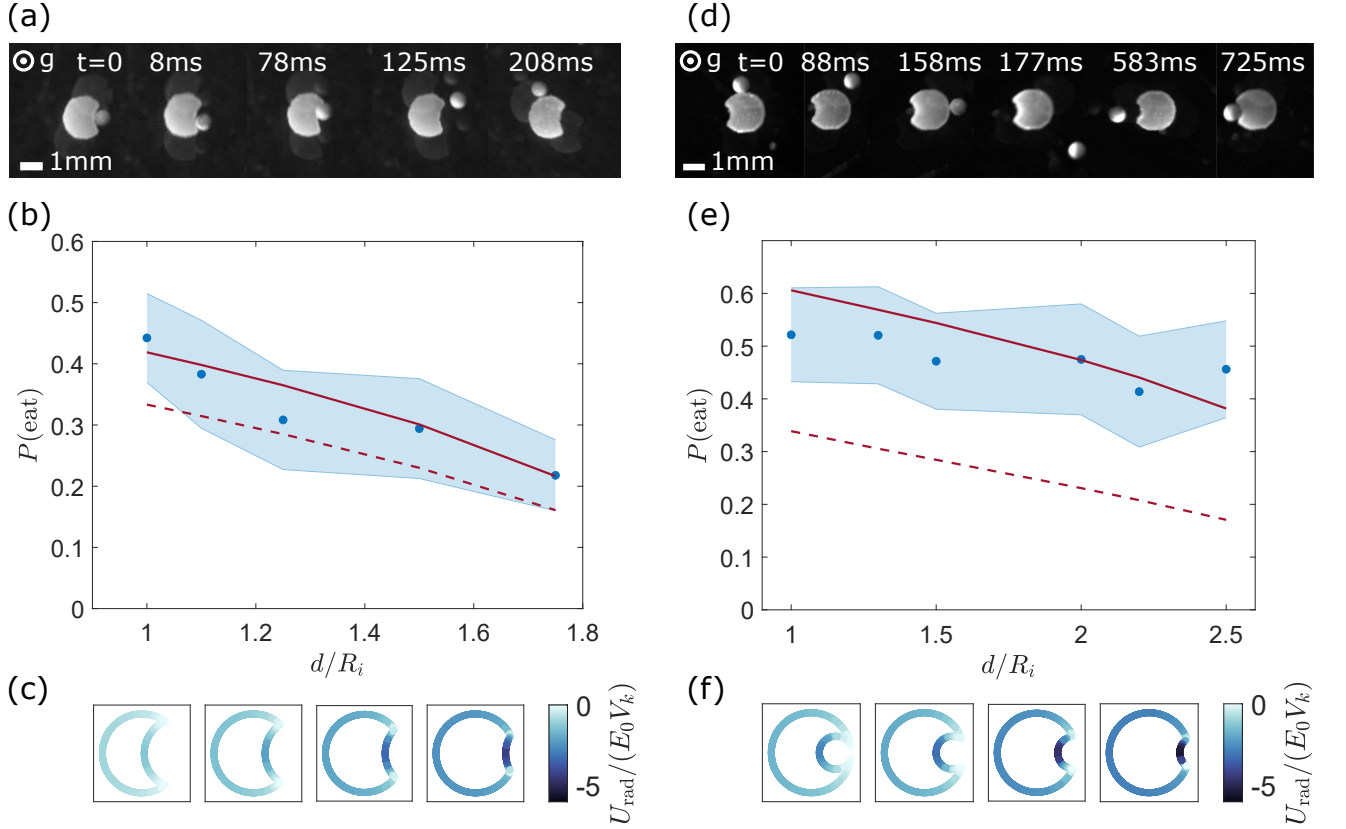 (a)
g t=0 8ms 78ms 125ms 208ms
1mm
(b)
P(eat)
0.6
0.5
0.4
0.3
0.2
0.1
0
1 1.2 1.4 1.6 1.8
d/R_i
(c)
0
-5
U_rad/(E_0V_k)
(d)
g t=0 88ms 158ms 177ms 583ms 725ms
1mm
(e)
P(eat)
0.6
0.5
0.4
0.3
0.2
0.1
0
1 1.5 2 2.5
d/R_i
(f)
0
-5
U_rad/(E_0V_k)